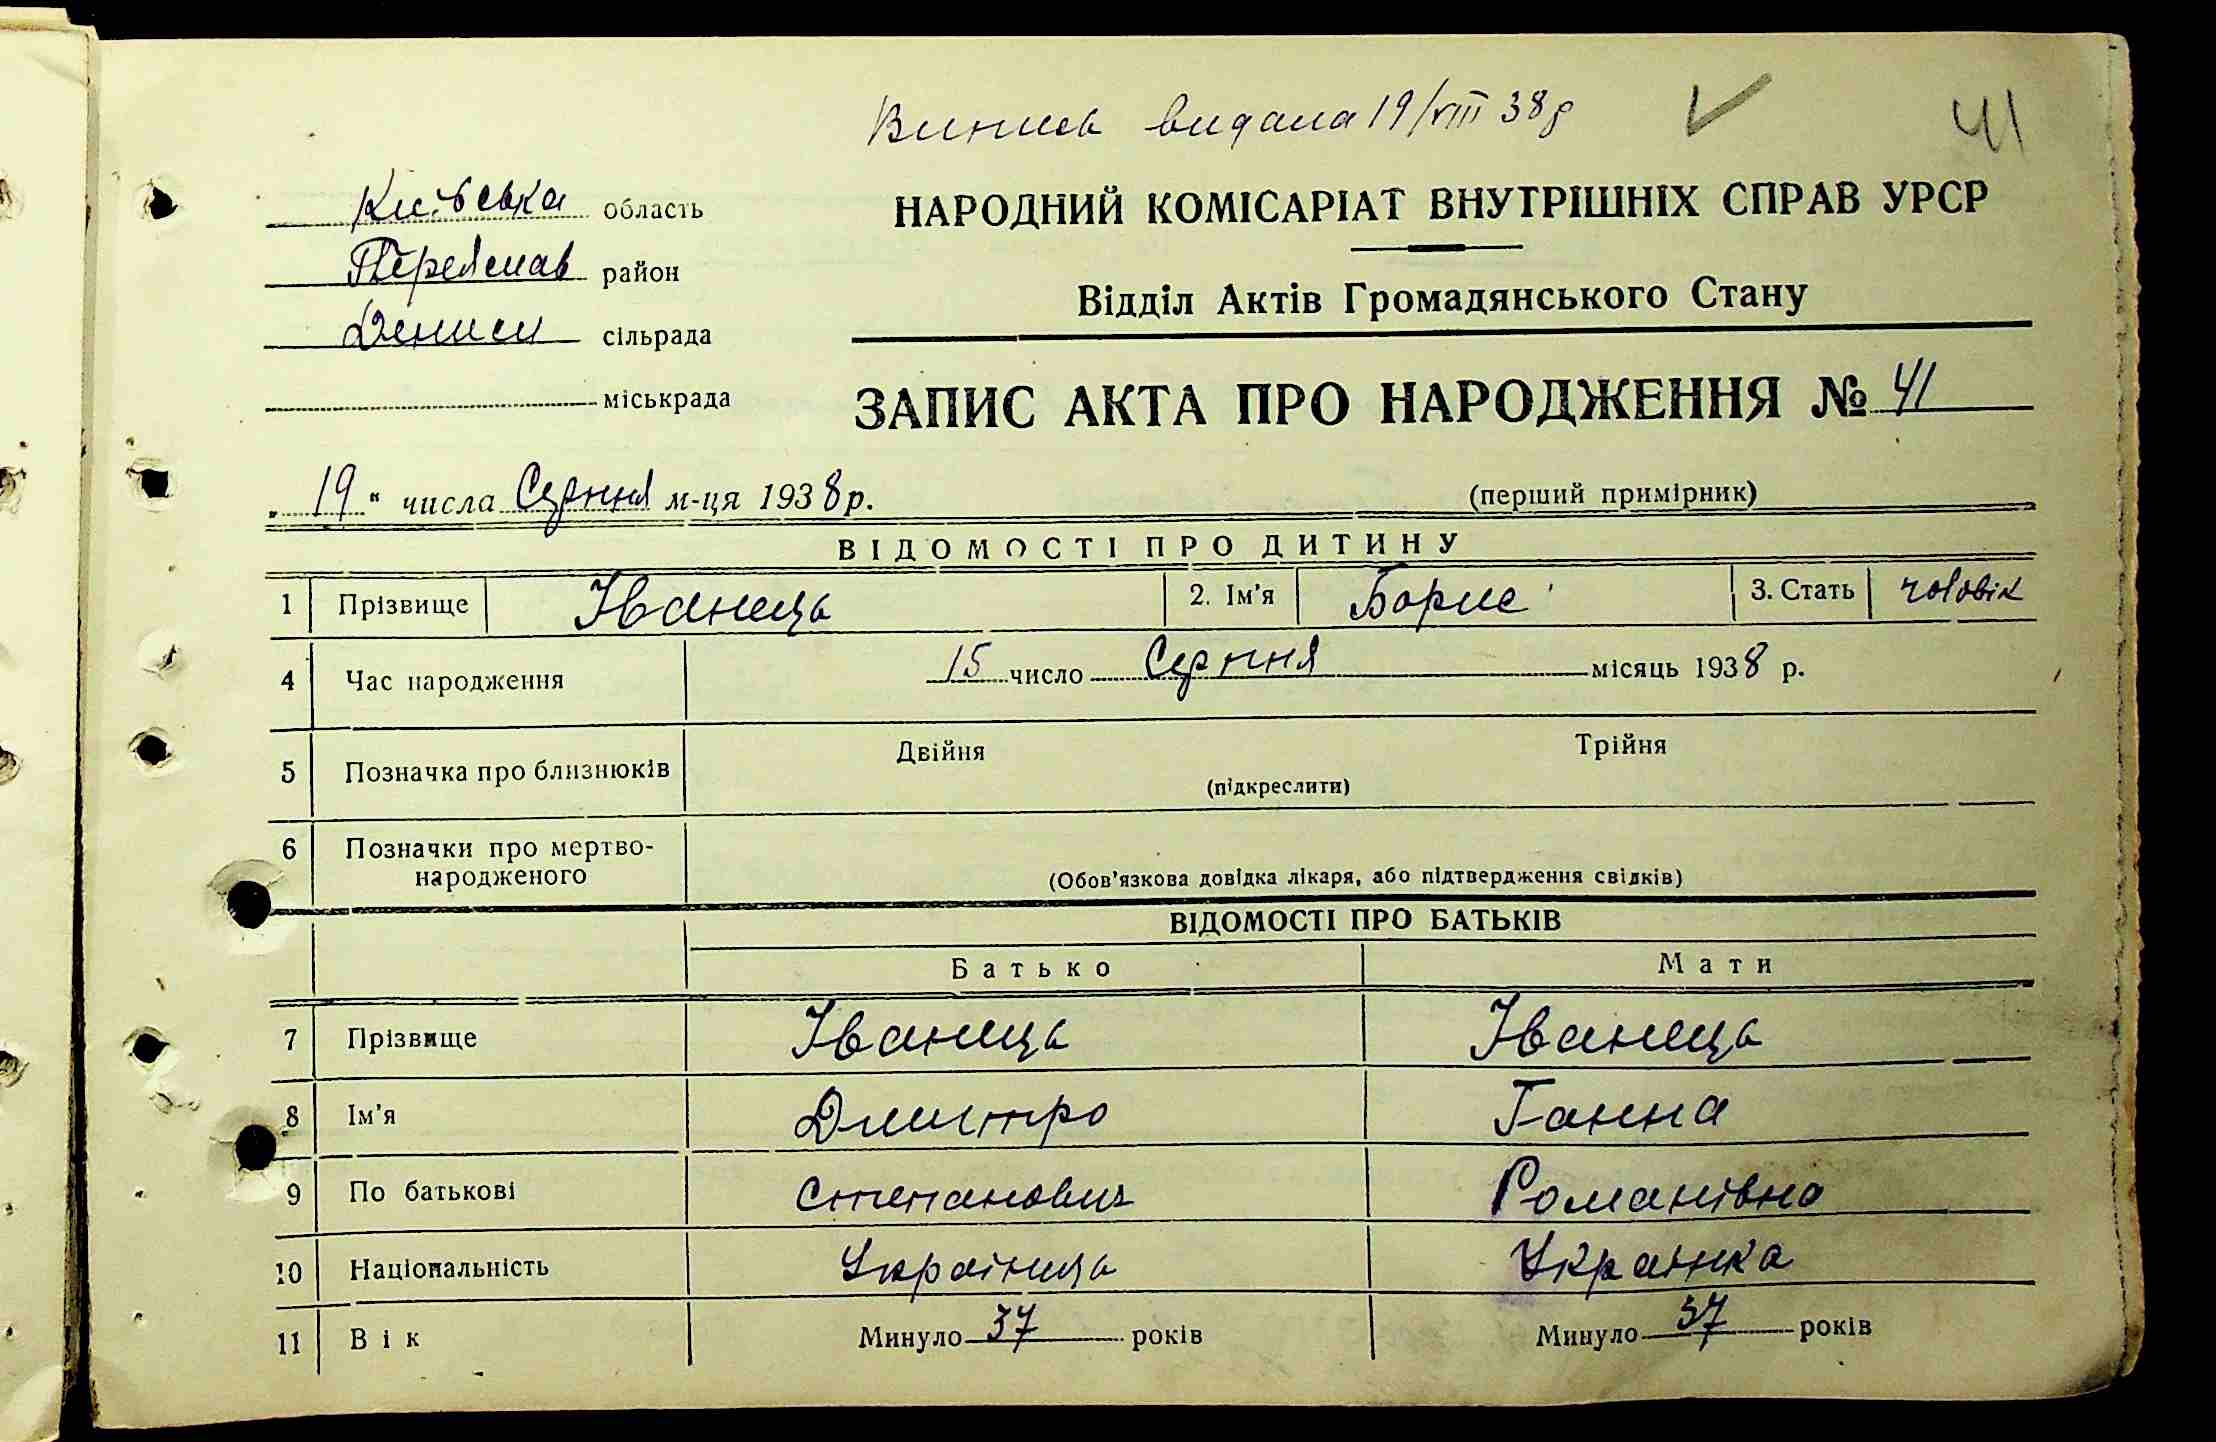 Випись видана 19/VIII 38 р
41
Київська область
Переяслав район
Дениси сільрада
міськрада
НАРОДНИЙ КОМІСАРІАТ ВНУТРІШНІХ СПРАВ УРСР
Відділ Актів Громадянського Стану
ЗАПИС АКТА ПРО НАРОДЖЕННЯ № 41
„19“ числа Серпня м-ця 1938 р.
(перший примірник)
ВІДОМОСТІ ПРО ДИТИНУ
1 Прізвище Іванець 2. Ім'я Борис 3. Стать чоловік
4 Час народження 15 число Серпня місяць 1938 р.
5 Позначка про близнюків Двійня Трійня
(підкреслити)
6 Позначки про мертво-
народженого
(Обов'язкова довідка лікаря, або підтвердження свідків)
ВІДОМОСТІ ПРО БАТЬКІВ
Батько Мати
7 Прізвище Іванець Іванець
8 Ім'я Дмитро Ганна
9 По батькові Степанович Романівна
10 Національність Українець Українка
11 Вік Минуло 37 років Минуло 37 років